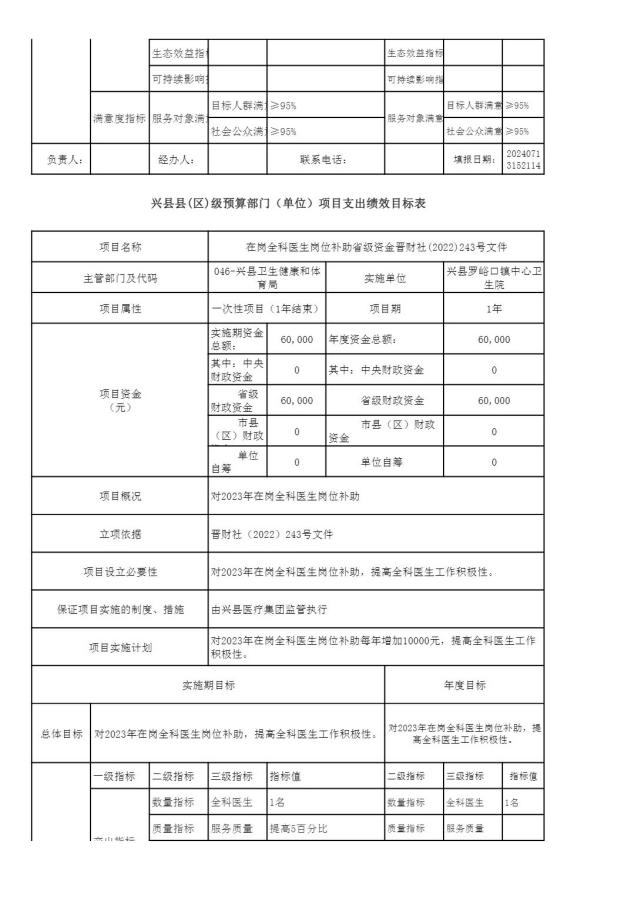 生态效益指标 生态效益指标
可持续影响指 可持续影响指
满意度指标 服务对象满意 目标人群满意 ≥95% 服务对象满意 目标人群满意 ≥95%
社会公众满意 ≥95% 社会公众满意 ≥95%
负责人: 经办人: 联系电话: 填报日期: 2024071
3152114
兴县县(区)级预算部门（单位）项目支出绩效目标表
项目名称 在岗全科医生岗位补助省级资金晋财社(2022)243号文件
主管部门及代码 046-兴县卫生健康和体
育局 实施单位 兴县罗峪口镇中心卫
生院
项目属性 一次性项目（1年结束） 项目期 1年
项目资金
（元）
实施期资金
总额: 60,000 年度资金总额: 60,000
其中: 中央
财政资金 0 其中: 中央财政资金 0
省级
财政资金 60,000 省级财政资金 60,000
市县
（区）财政 0 市县（区）财政
资金 0
单位
自筹 0 单位自筹 0
项目概况 对2023年在岗全科医生岗位补助
立项依据 晋财社（2022）243号文件
项目设立必要性 对2023年在岗全科医生岗位补助，提高全科医生工作积极性。
保证项目实施的制度、措施 由兴县医疗集团监管执行
项目实施计划 对2023年在岗全科医生岗位补助每年增加10000元，提高全科医生工作
积极性。
实施期目标 年度目标
总体目标 对2023年在岗全科医生岗位补助，提高全科医生工作积极性。 对2023年在岗全科医生岗位补助，提
高全科医生工作积极性。
一级指标 二级指标 三级指标 指标值 二级指标 三级指标 指标值
数量指标 全科医生 1名 数量指标 全科医生 1名
质量指标 服务质量 提高5百分比 质量指标 服务质量
产出指标